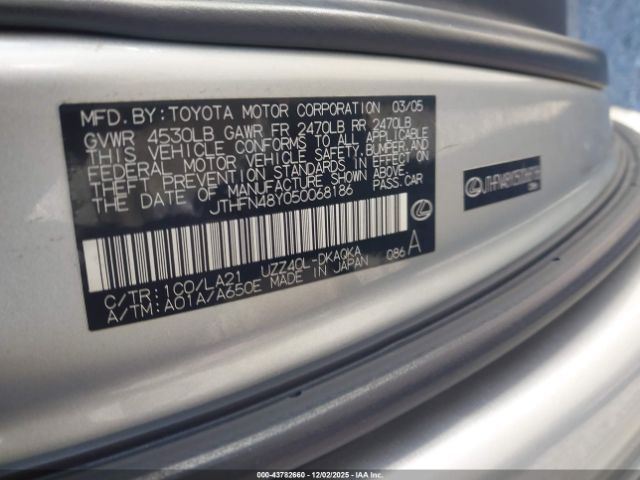 MFD. BY: TOYOTA MOTOR CORPORATION 03/05
GVWR 4530LB GAWR FR 2470LB RR 2470LB
THIS VEHICLE CONFORMS TO ALL APPLICABLE
FEDERAL MOTOR VEHICLE SAFETY, BUMPER, AND
THEFT PREVENTION STANDARDS IN EFFECT ON
THE DATE OF MANUFACTURE SHOWN ABOVE.
JTHFN48Y050068186 PASS. CAR
UZZ40L-DKAQKA 086 A
C/TR: 1C0/LA21
A/TM: A01A/A650E MADE IN JAPAN
000-43782660 - 12/02/2025 - IAAC